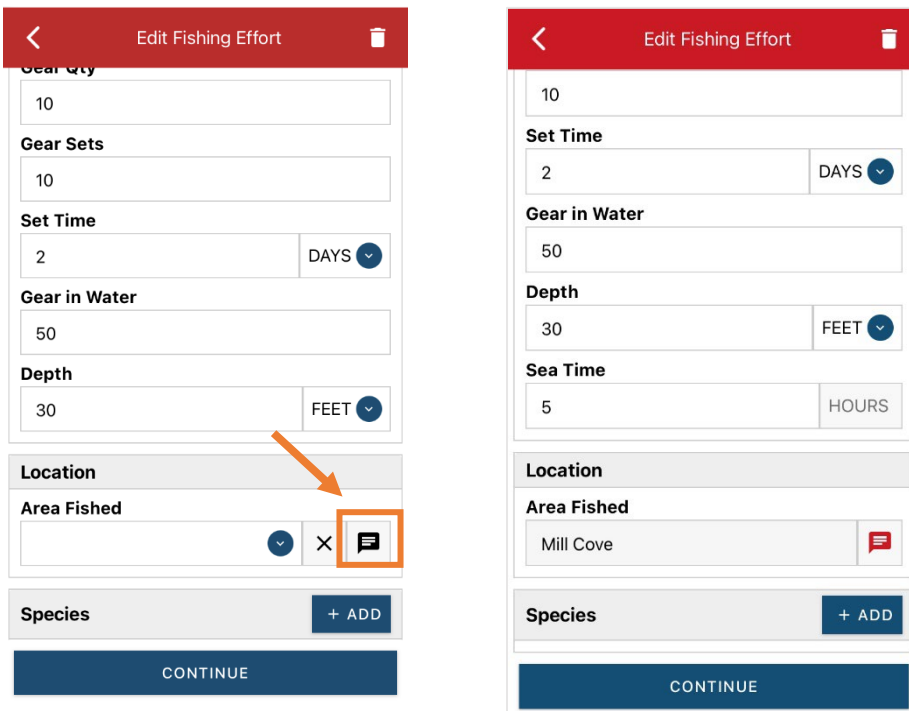 Edit Fishing Effort
Gear Qty
10
Gear Sets
10
Set Time
2 DAYS
Gear in Water
50
Depth
30 FEET
Location
Area Fished
Species + ADD
CONTINUE
Edit Fishing Effort
10
Set Time
2 DAYS
Gear in Water
50
Depth
30 FEET
Sea Time
5 HOURS
Location
Area Fished
Mill Cove
Species + ADD
CONTINUE